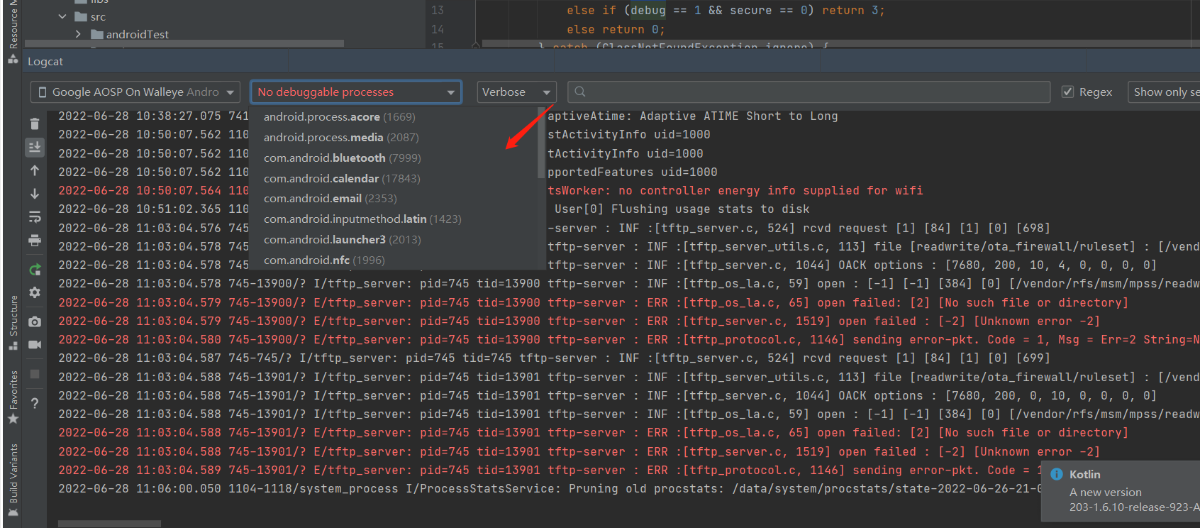 libs
src
androidTest
Resource M
13 else if (debug == 1 && secure == 0) return 3;
14 else return 0;
15 } catch (ClassNotFoundException ignore) {
Logcat
Google AOSP On Walleye Andro
No debuggable processes
Verbose
Regex
Show only se
android.process.acore (1669)
android.process.media (2087)
com.android.bluetooth (7999)
com.android.calendar (17843)
com.android.email (2353)
com.android.inputmethod.latin (1423)
com.android.launcher3 (2013)
com.android.nfc (1996)
2022-06-28 10:38:27.075 741 aptiveAtime: Adaptive ATIME Short to Long
2022-06-28 10:50:07.562 110 stActivityInfo uid=1000
2022-06-28 10:50:07.562 110 tActivityInfo uid=1000
2022-06-28 10:50:07.562 110 pportedFeatures uid=1000
2022-06-28 10:50:07.564 110 tsWorker: no controller energy info supplied for wifi
2022-06-28 10:51:02.365 110 User[0] Flushing usage stats to disk
2022-06-28 11:03:04.576 745 -server : INF :[tftp_server.c, 524] rcvd request [1] [84] [1] [0] [698]
2022-06-28 11:03:04.578 745 tftp-server : INF :[tftp_server_utils.c, 113] file [readwrite/ota_firewall/ruleset] : [/vend
2022-06-28 11:03:04.578 745 tftp-server : INF :[tftp_server.c, 1044] OACK options : [7680, 200, 10, 4, 0, 0, 0, 0]
2022-06-28 11:03:04.578 745-13900/? I/tftp_server: pid=745 tid=13900 tftp-server : INF :[tftp_os_la.c, 59] open : [-1] [-1] [384] [0] [/vendor/rfs/msm/mpss/readw
2022-06-28 11:03:04.579 745-13900/? E/tftp_server: pid=745 tid=13900 tftp-server : ERR :[tftp_os_la.c, 65] open failed: [2] [No such file or directory]
2022-06-28 11:03:04.579 745-13900/? E/tftp_server: pid=745 tid=13900 tftp-server : ERR :[tftp_server.c, 1519] open failed : [-2] [Unknown error -2]
2022-06-28 11:03:04.580 745-13900/? E/tftp_server: pid=745 tid=13900 tftp-server : ERR :[tftp_protocol.c, 1146] sending error-pkt. Code = 1, Msg = Err=2 String=N
2022-06-28 11:03:04.587 745-745/? I/tftp_server: pid=745 tid=745 tftp-server : INF :[tftp_server.c, 524] rcvd request [1] [84] [1] [0] [699]
2022-06-28 11:03:04.588 745-13901/? I/tftp_server: pid=745 tid=13901 tftp-server : INF :[tftp_server_utils.c, 113] file [readwrite/ota_firewall/ruleset] : [/vend
2022-06-28 11:03:04.588 745-13901/? I/tftp_server: pid=745 tid=13901 tftp-server : INF :[tftp_server.c, 1044] OACK options : [7680, 200, 0, 10, 0, 0, 0, 0]
2022-06-28 11:03:04.588 745-13901/? I/tftp_server: pid=745 tid=13901 tftp-server : INF :[tftp_os_la.c, 59] open : [-1] [-1] [384] [0] [/vendor/rfs/msm/mpss/readw
2022-06-28 11:03:04.588 745-13901/? E/tftp_server: pid=745 tid=13901 tftp-server : ERR :[tftp_os_la.c, 65] open failed: [2] [No such file or directory]
2022-06-28 11:03:04.588 745-13901/? E/tftp_server: pid=745 tid=13901 tftp-server : ERR :[tftp_server.c, 1519] open failed : [-2] [Unknown error -2]
2022-06-28 11:03:04.589 745-13901/? E/tftp_server: pid=745 tid=13901 tftp-server : ERR :[tftp_protocol.c, 1146] sending error-pkt. Code = 1
2022-06-28 11:06:00.050 1104-1118/system_process I/ProcessStatsService: Pruning old procstats: /data/system/procstats/state-2022-06-26-21-0
Z: Structure
Favorites
Build Variants
Kotlin
A new version
203-1.6.10-release-923-A